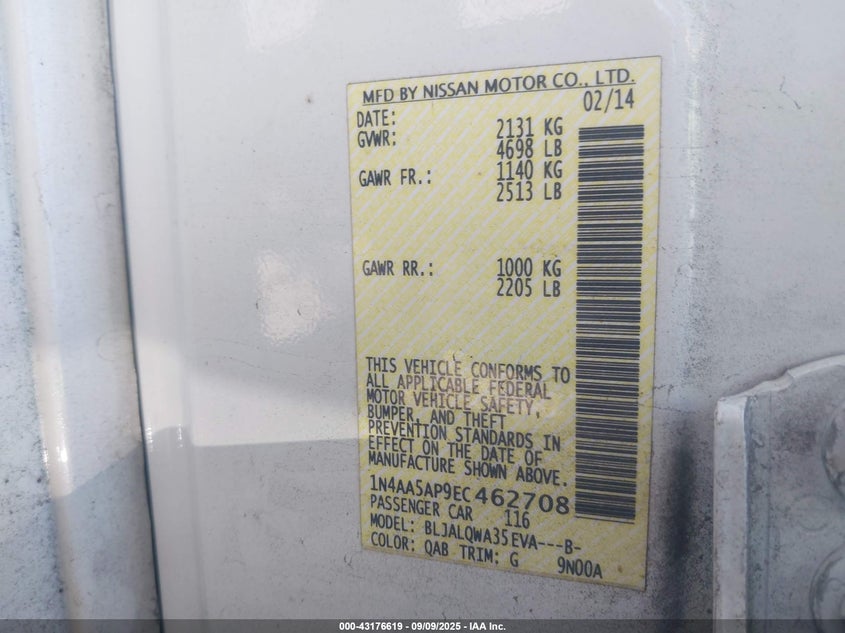 MFD BY NISSAN MOTOR CO., LTD.
DATE: 02/14
GVWR: 2131 KG
4698 LB
GAWR FR.: 1140 KG
2513 LB
GAWR RR.: 1000 KG
2205 LB
THIS VEHICLE CONFORMS TO
ALL APPLICABLE FEDERAL
MOTOR VEHICLE SAFETY,
BUMPER, AND THEFT
PREVENTION STANDARDS IN
EFFECT ON THE DATE OF
MANUFACTURE SHOWN ABOVE.
1N4AA5AP9EC462708
PASSENGER CAR 116
MODEL: BLJALQWA35EVA---B-
COLOR: QAB TRIM: G 9N00A
000-43176619 - 09/09/2025 - IAA Inc.